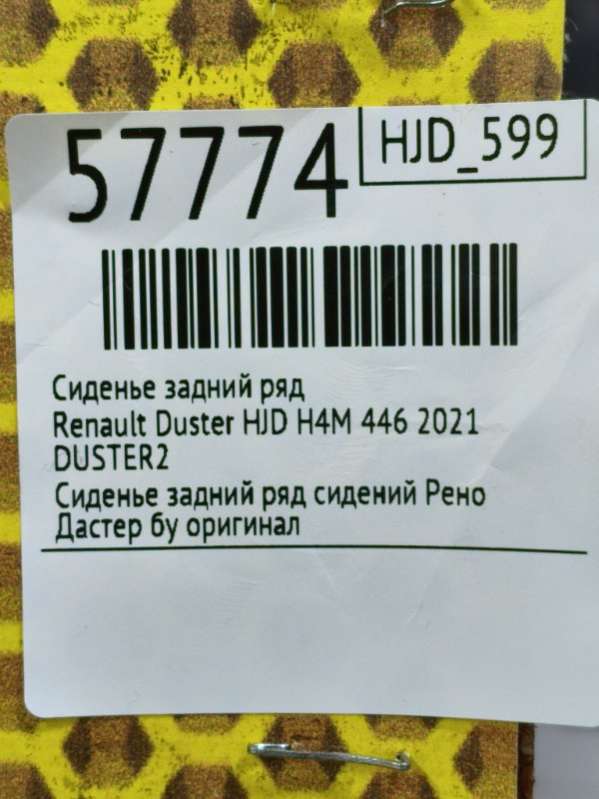 57774
HJD_599
Сиденье задний ряд
Renault Duster HJD H4M 446 2021
DUSTER2
Сиденье задний ряд сидений Рено
Дастер бу оригинал